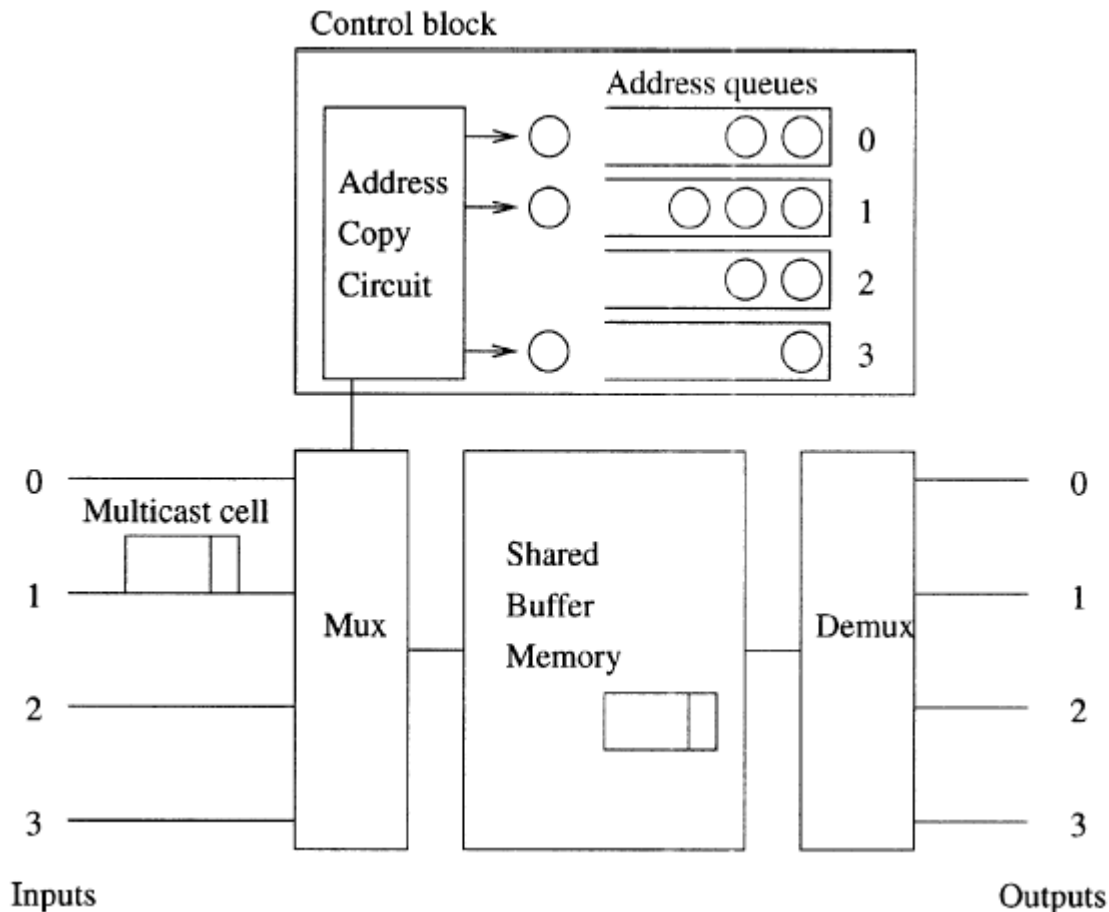 Control block
Address queues
0
Address
Copy
Circuit
1
2
3
0
Multicast cell
1
2
3
Mux
Shared
Buffer
Memory
Demux
0
1
2
3
Inputs
Outputs